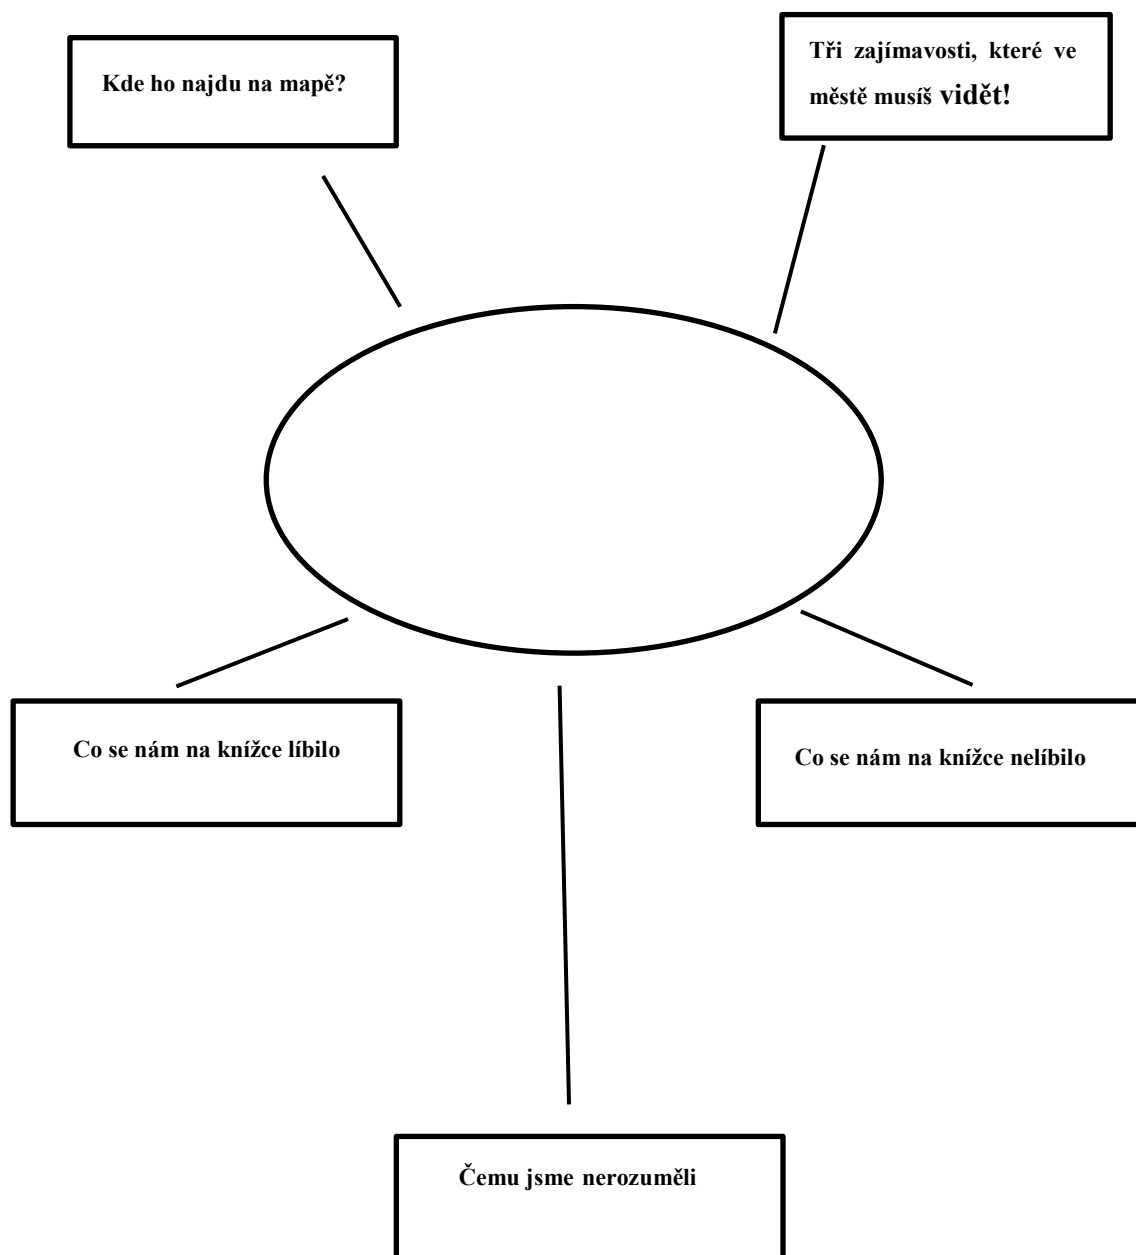 Kde ho najdu na mapě?
Tři zajímavosti, které ve
městě musíš vidět!
Co se nám na knížce líbilo
Co se nám na knížce nelíbilo
Čemu jsme nerozuměli